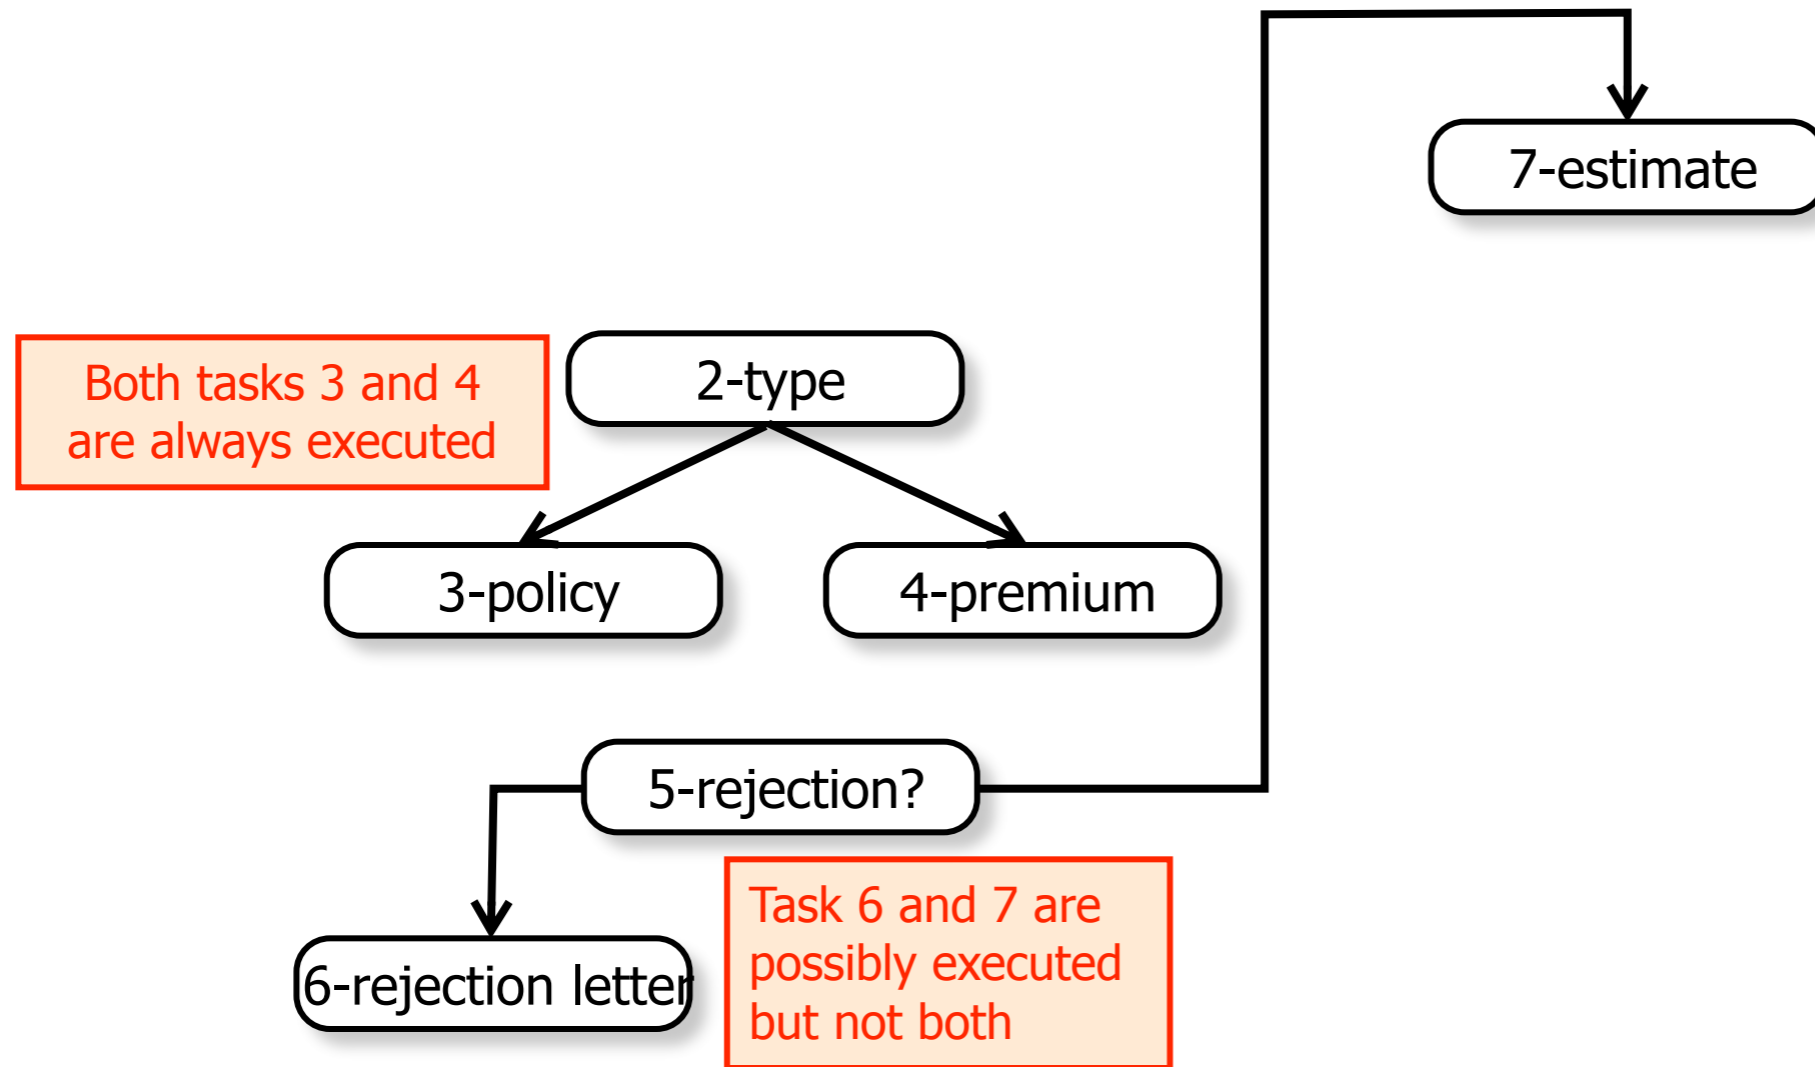 7-estimate
Both tasks 3 and 4
are always executed
2-type
3-policy
4-premium
5-rejection?
Task 6 and 7 are
possibly executed
but not both
6-rejection letter